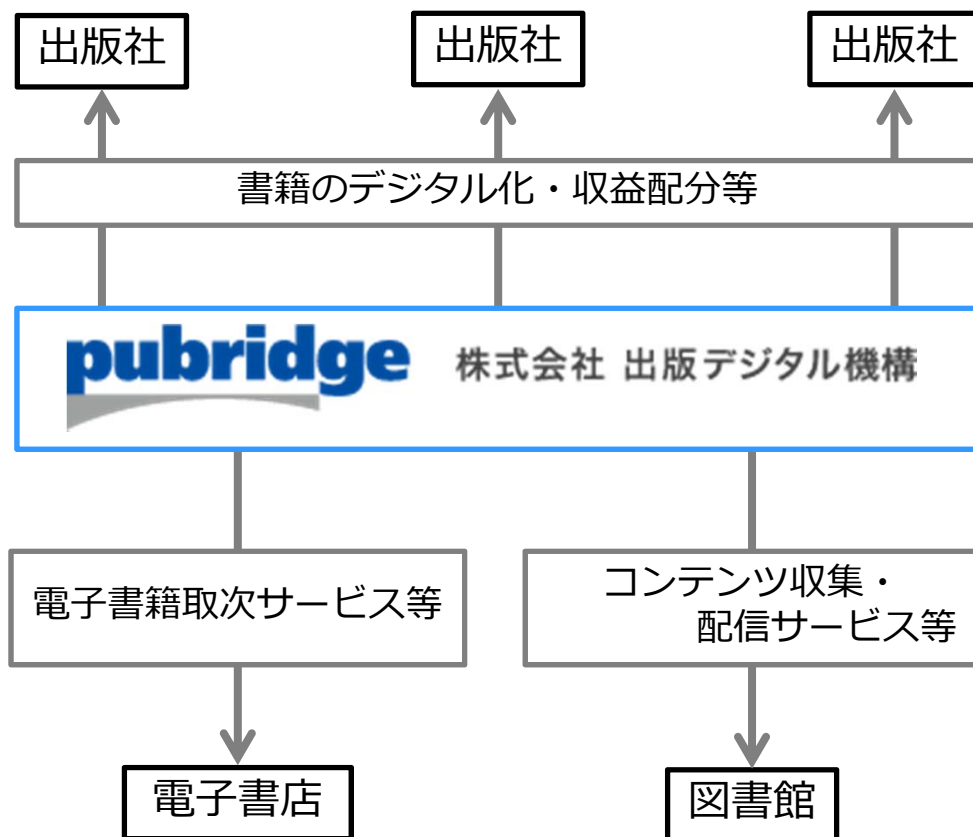 出版社
出版社
出版社
書籍のデジタル化・収益配分等
pubridge 株式会社 出版デジタル機構
電子書籍取次サービス等
コンテンツ収集・
配信サービス等
電子書店
図書館